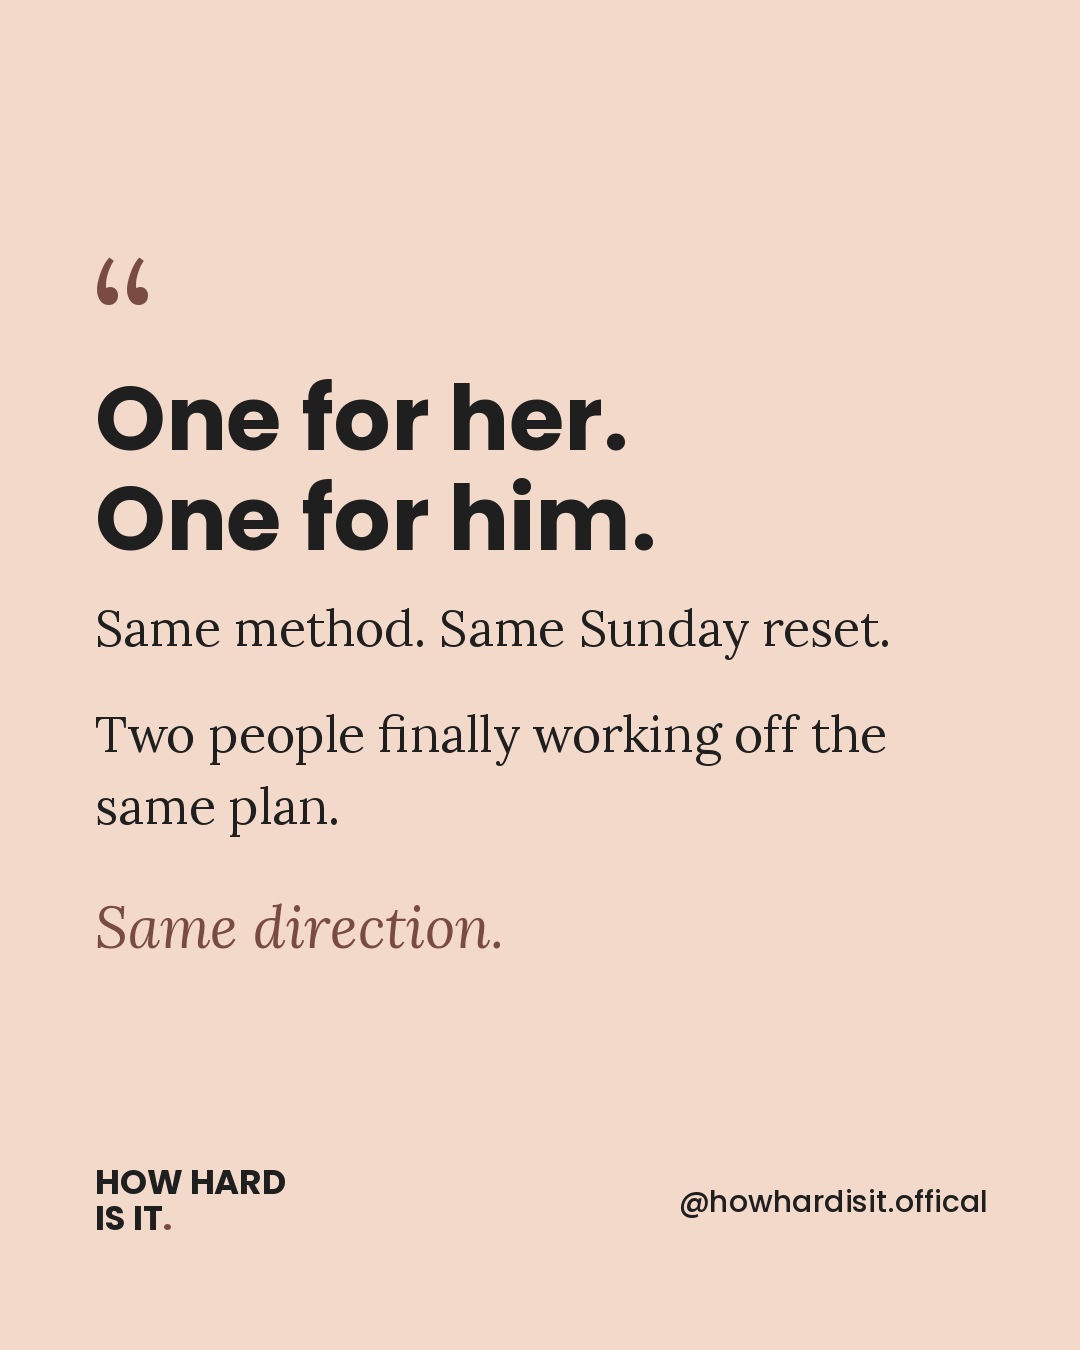 “
One for her.
One for him.
Same method. Same Sunday reset.
Two people finally working off the
same plan.
Same direction.
HOW HARD
IS IT.
@howhardisit.offical